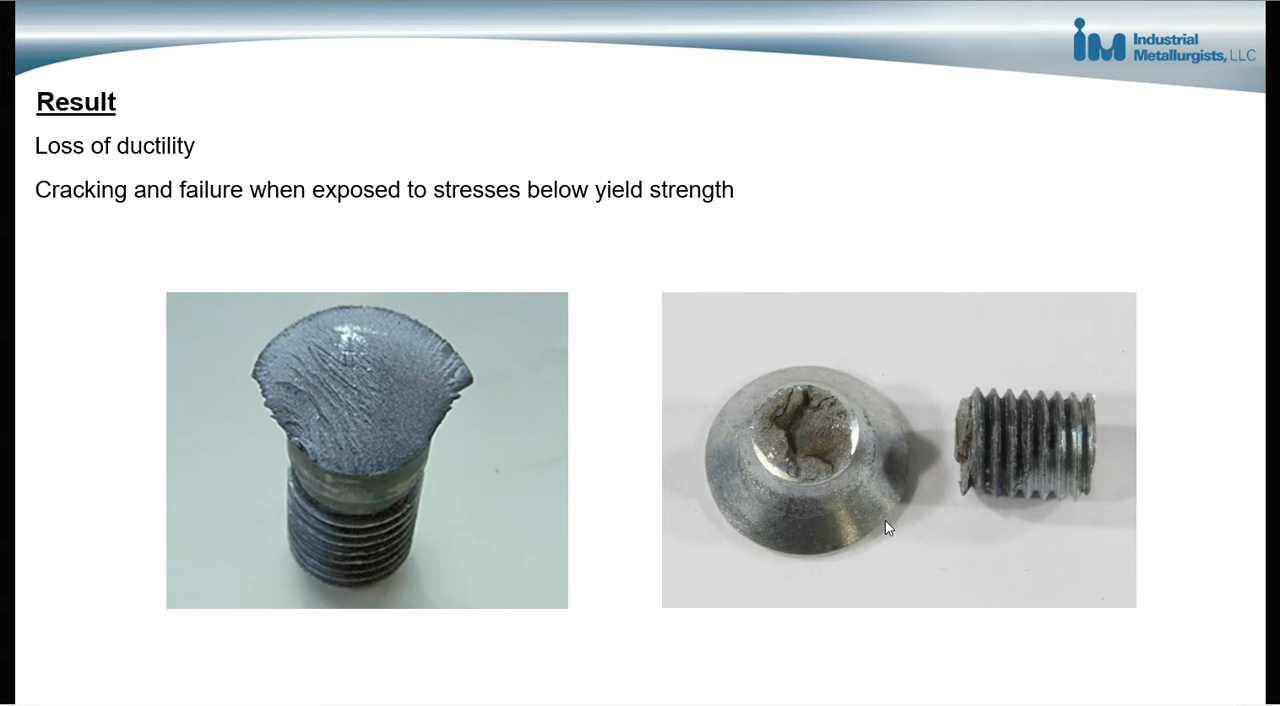 Industrial
Metallurgists, LLC
Result
Loss of ductility
Cracking and failure when exposed to stresses below yield strength